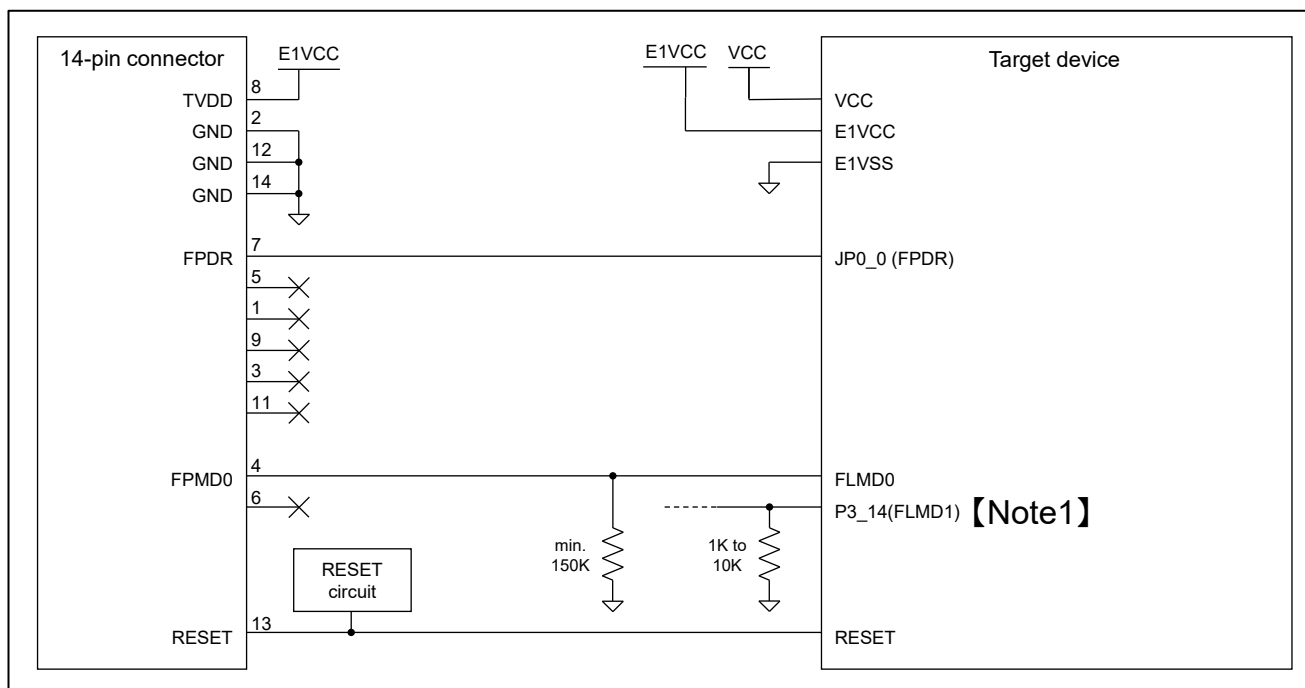 14-pin connector
E1VCC
E1VCC
VCC
Target device
8
TVDD
VCC
2
GND
E1VCC
12
GND
E1VSS
14
GND
7
FPDR
JP0_0 (FPDR)
5
1
9
3
11
4
FPMD0
FLMD0
6
P3_14(FLMD1)【Note1】
min.
150K
1K to
10K
RESET
circuit
13
RESET
RESET